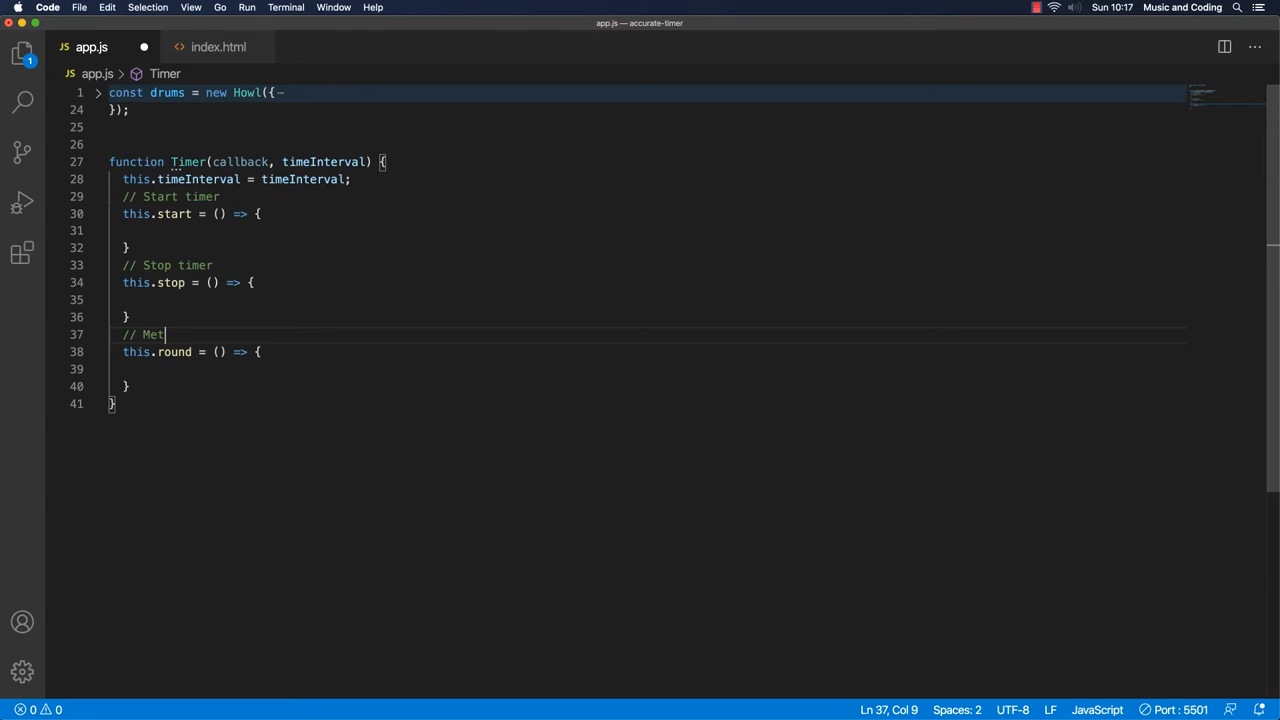 Code File Edit Selection View Go Run Terminal Window Help Sun 10:17 Music and Coding
app.js — accurate-timer
JS app.js <> index.html
JS app.js > Timer
1 const drums = new Howl({ ⋯
24 });
25
26
27 function Timer(callback, timeInterval) {
28 this.timeInterval = timeInterval;
29 // Start timer
30 this.start = () => {
31
32 }
33 // Stop timer
34 this.stop = () => {
35
36 }
37 // Met
38 this.round = () => {
39
40 }
41 }
1
0 0 Ln 37, Col 9 Spaces: 2 UTF-8 LF JavaScript Port : 5501